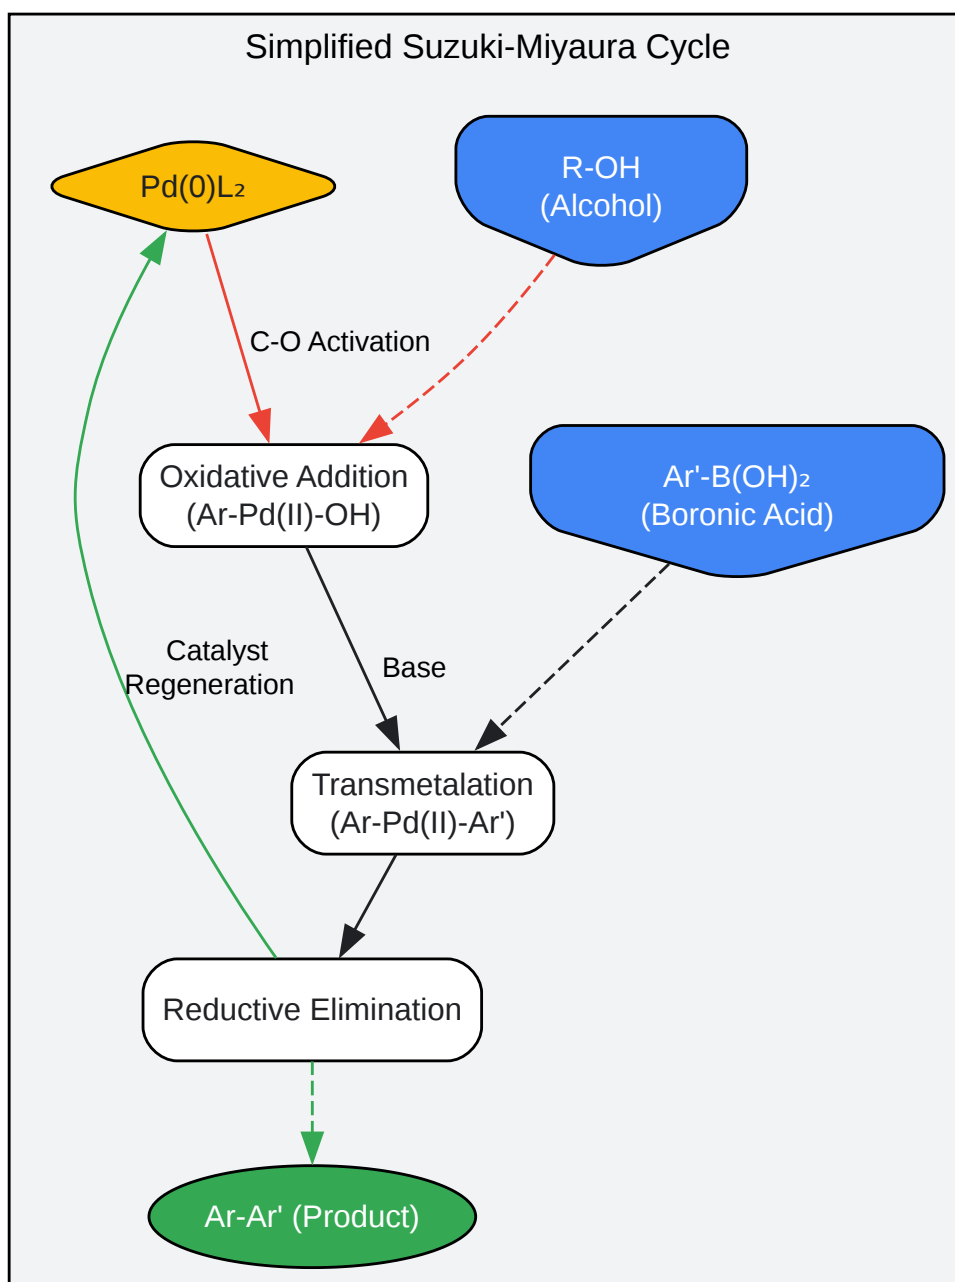 Simplified Suzuki-Miyaura Cycle
Pd(0)L₂
R-OH
(Alcohol)
C-O Activation
Oxidative Addition
(Ar-Pd(II)-OH)
Ar'-B(OH)₂
(Boronic Acid)
Catalyst
Regeneration
Base
Transmetalation
(Ar-Pd(II)-Ar')
Reductive Elimination
Ar-Ar' (Product)